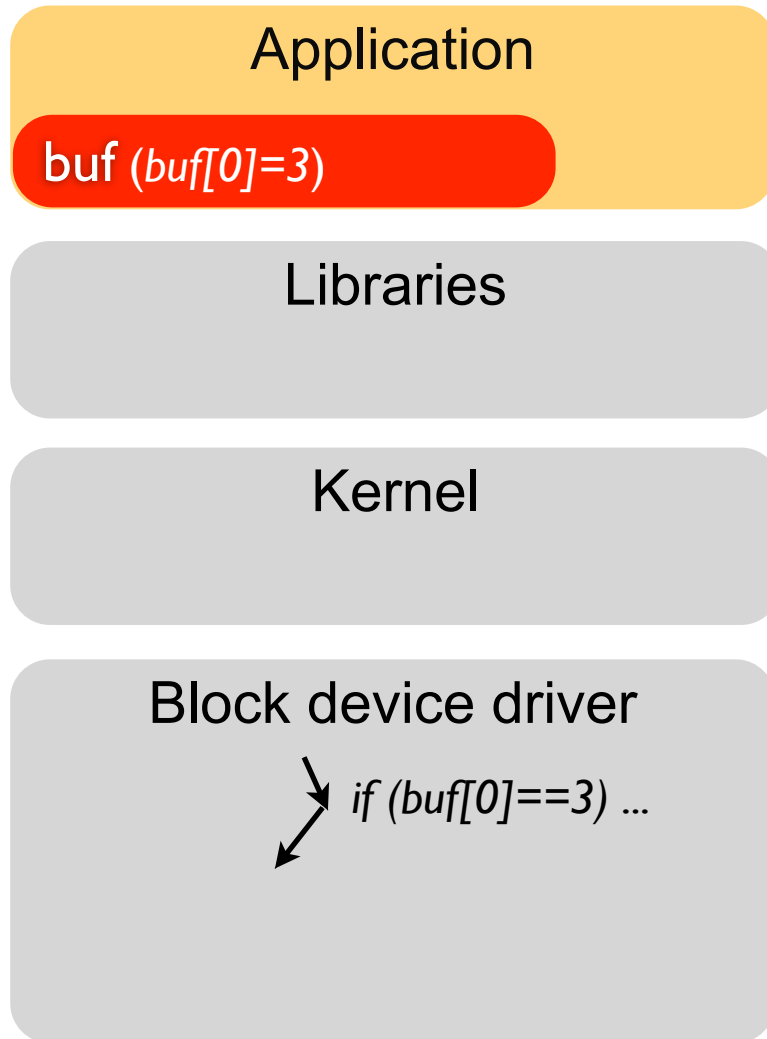 Application
buf (buf[0]=3)
Libraries
Kernel
Block device driver
if (buf[0]==3) ...